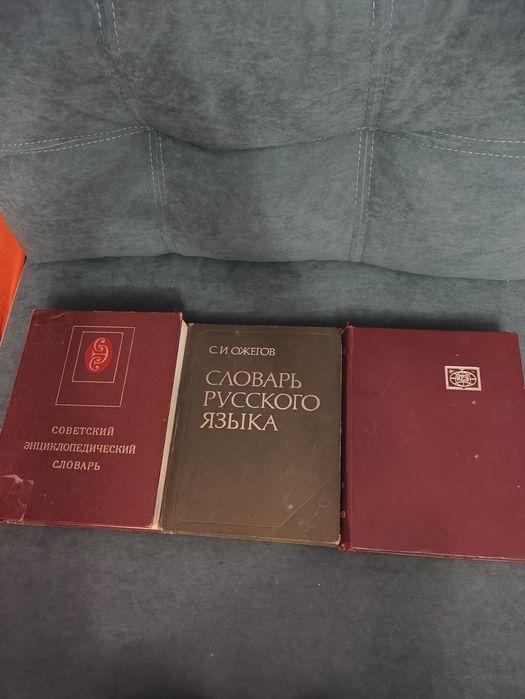 СОВЕТСКИЙ
ЭНЦИКЛОПЕДИЧЕСКИЙ
СЛОВАРЬ
С. И. ОЖЕГОВ
СЛОВАРЬ
РУССКОГО
ЯЗЫКА